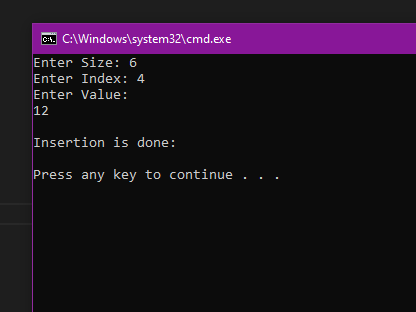 C:\Windows\system32\cmd.exe
Enter Size: 6
Enter Index: 4
Enter Value:
12
Insertion is done:
Press any key to continue . . .